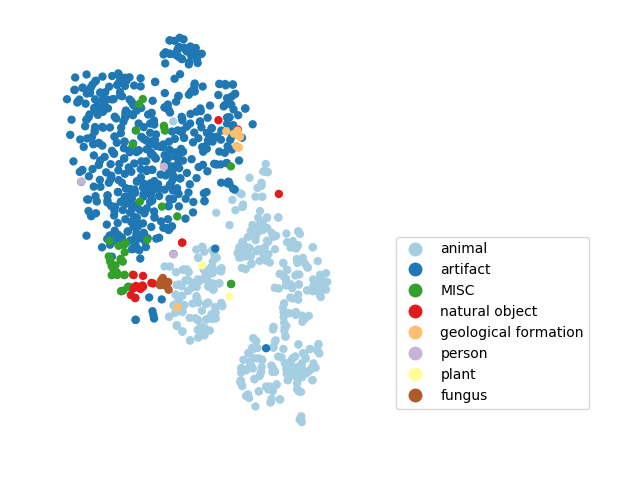 animal
artifact
MISC
natural object
geological formation
person
plant
fungus